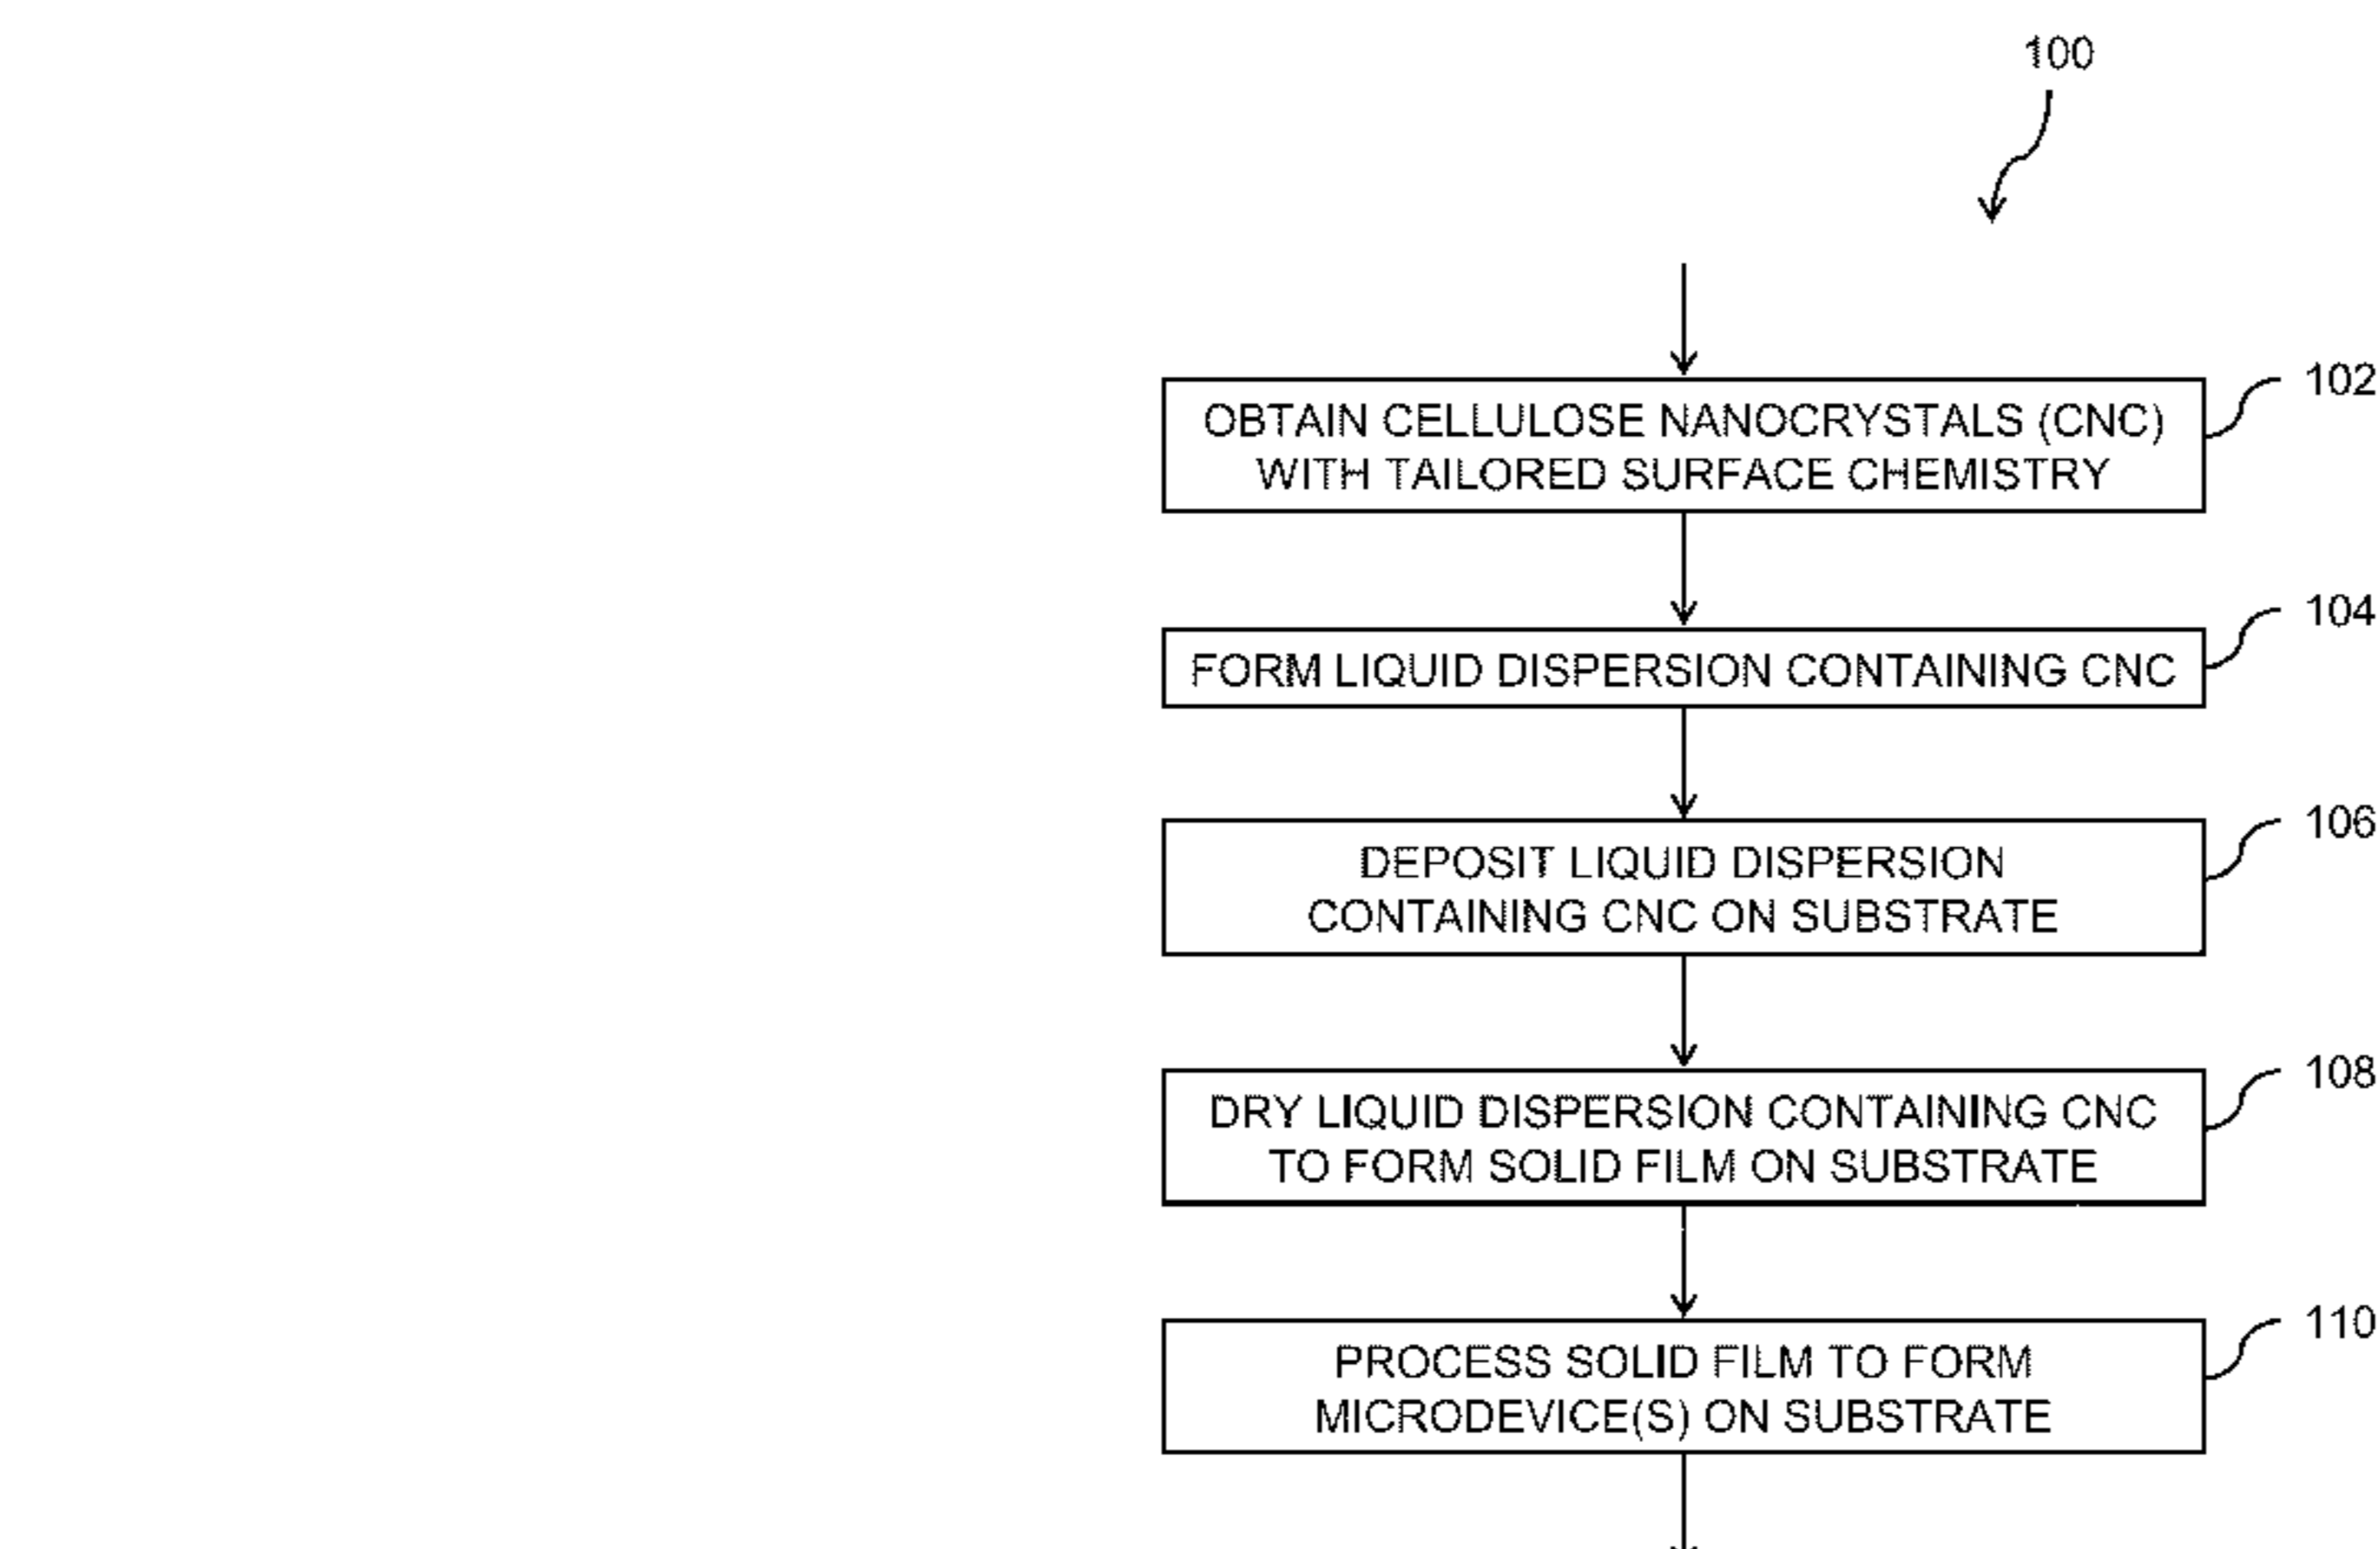 100
OBTAIN CELLULOSE NANOCRYSTALS (CNC)
WITH TAILORED SURFACE CHEMISTRY
102
FORM LIQUID DISPERSION CONTAINING CNC
104
DEPOSIT LIQUID DISPERSION
CONTAINING CNC ON SUBSTRATE
106
DRY LIQUID DISPERSION CONTAINING CNC
TO FORM SOLID FILM ON SUBSTRATE
108
PROCESS SOLID FILM TO FORM
MICRODEVICE(S) ON SUBSTRATE
110